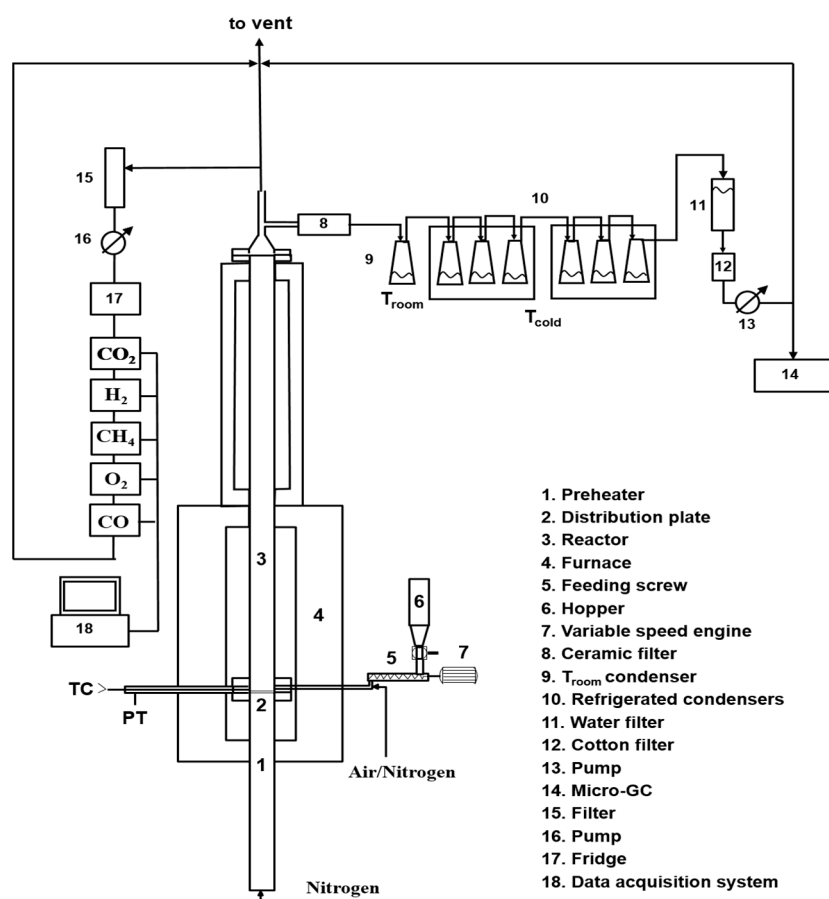 to vent
15
16
17
CO₂
H₂
CH₄
O₂
CO
18
8
9
T_room
10
T_cold
11
12
13
14
3
4
6
5
7
TC
PT
2
1
Air/Nitrogen
Nitrogen
1. Preheater
2. Distribution plate
3. Reactor
4. Furnace
5. Feeding screw
6. Hopper
7. Variable speed engine
8. Ceramic filter
9. T_room condenser
10. Refrigerated condensers
11. Water filter
12. Cotton filter
13. Pump
14. Micro-GC
15. Filter
16. Pump
17. Fridge
18. Data acquisition system